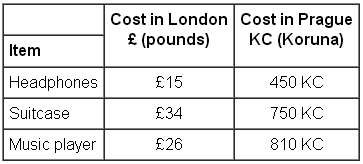 Item
Cost in London £ (pounds)
Cost in Prague KC (Koruna)
Headphones £15 450 KC
Suitcase £34 750 KC
Music player £26 810 KC